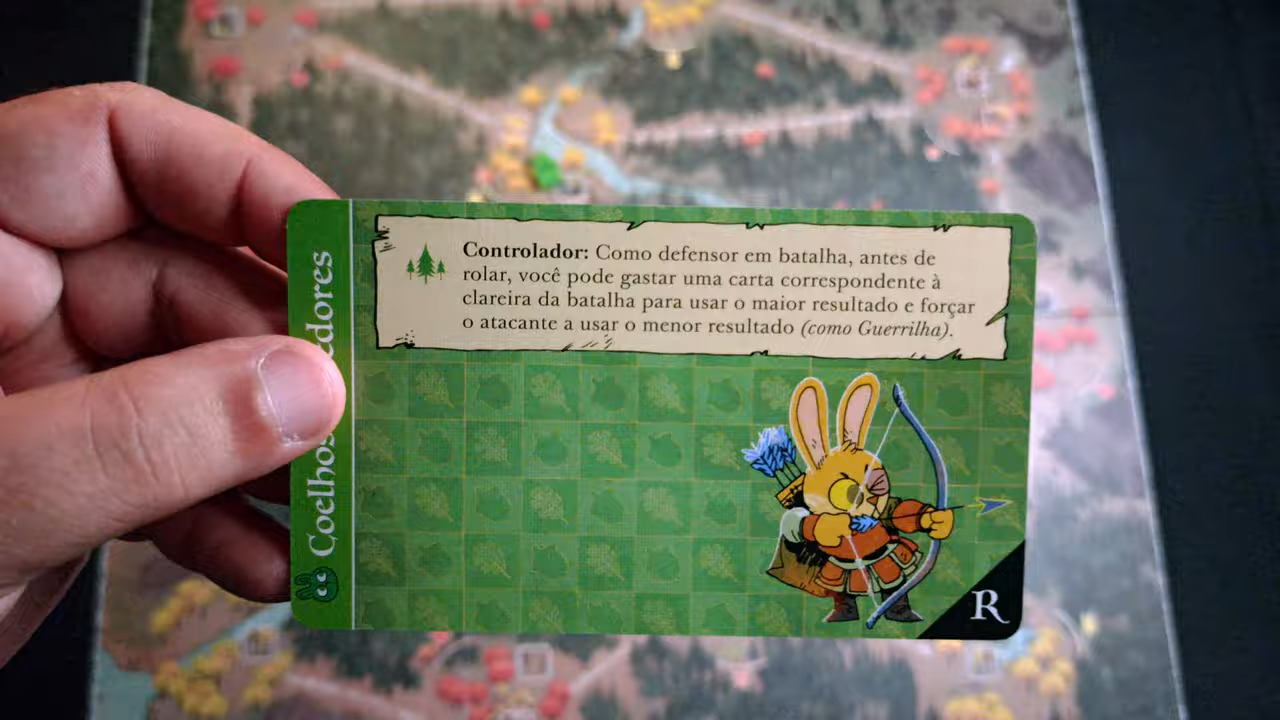 Controlador: Como defensor em batalha, antes de
rolar, você pode gastar uma carta correspondente à
clareira da batalha para usar o maior resultado e forçar
o atacante a usar o menor resultado (como Guerrilha).
Coelhos
R